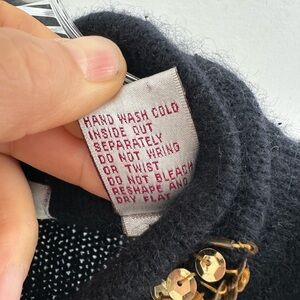 HAND WASH COLD
INSIDE OUT
SEPARATELY
DO NOT WRING
OR TWIST
DO NOT BLEACH
RESHAPE AND
DRY FLAT